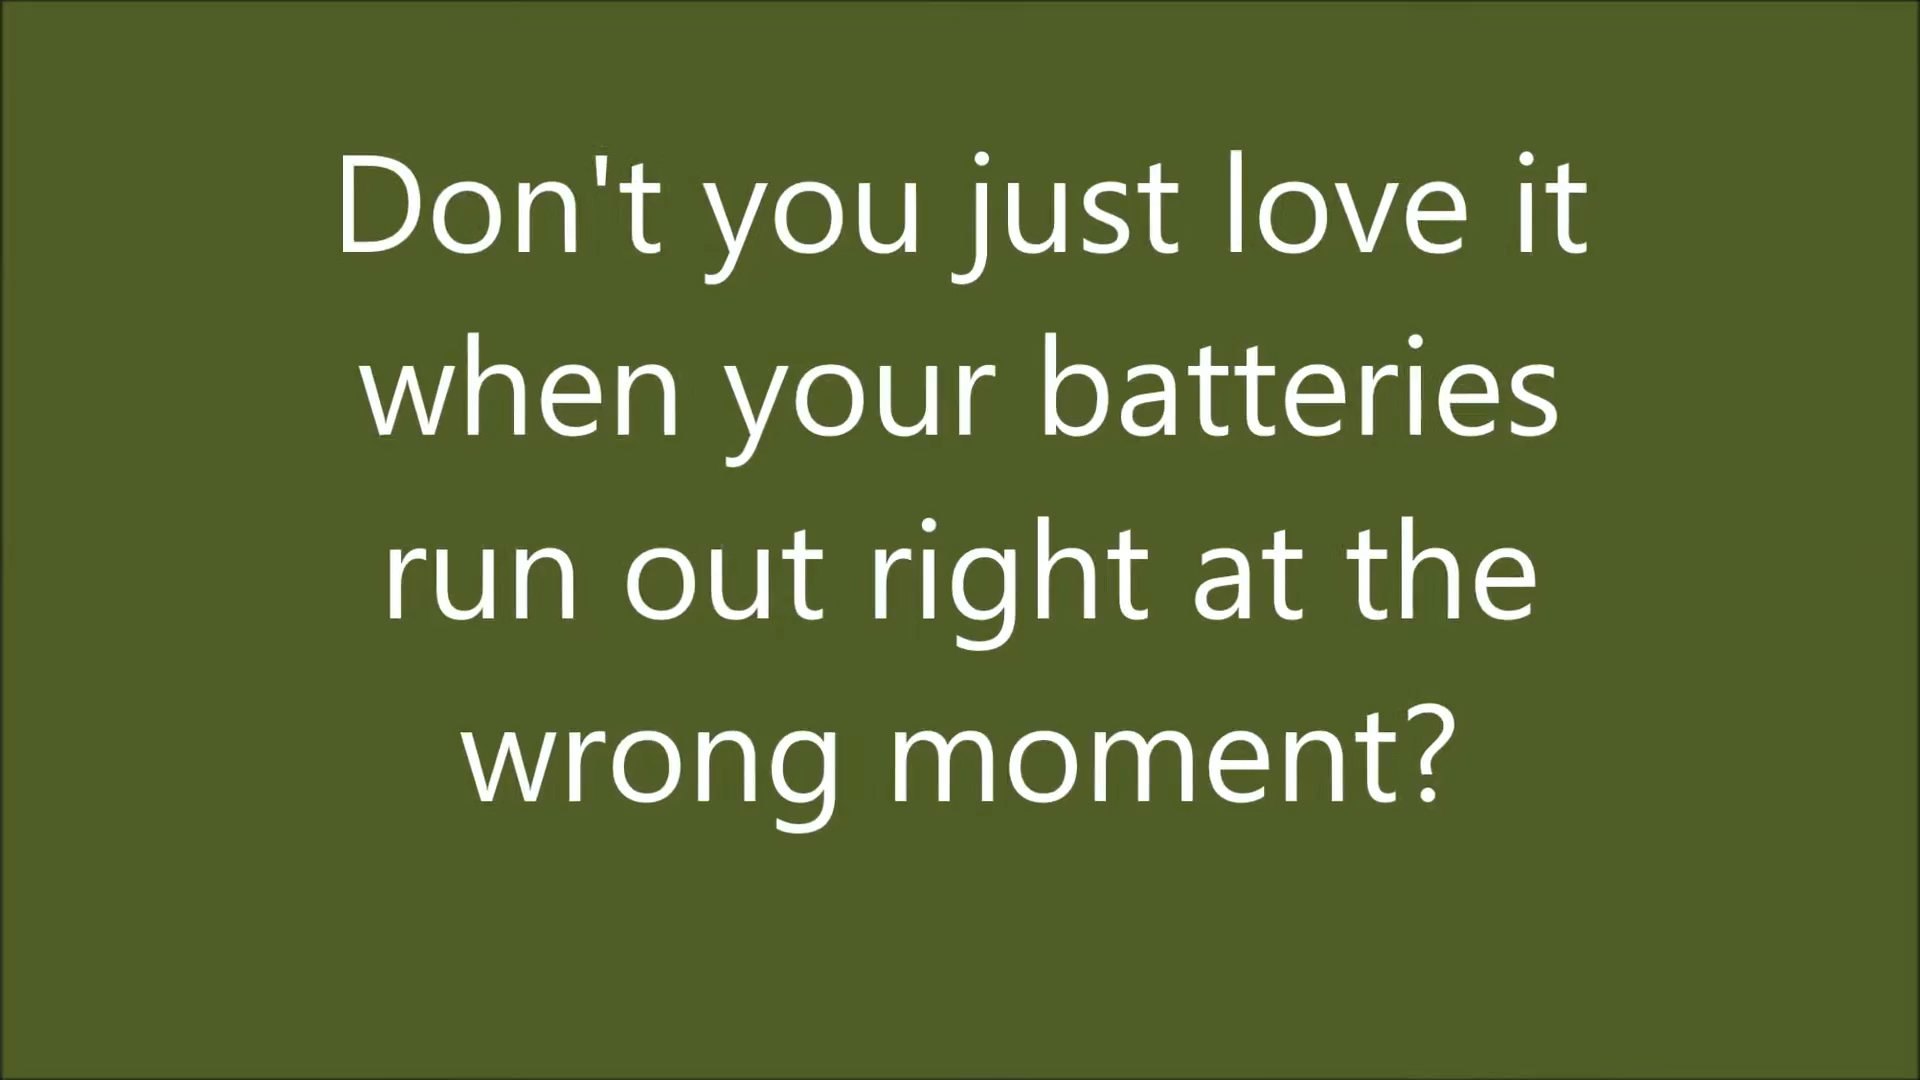 Don't you just love it
when your batteries
run out right at the
wrong moment?